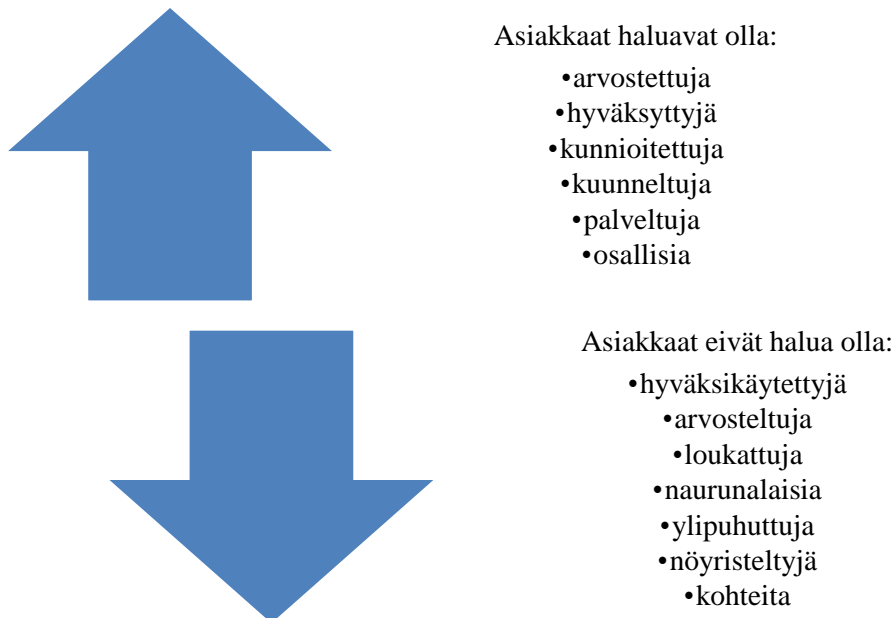 Asiakkaat haluavat olla:
•arvostettuja
•hyväksyttyjä
•kunnioitettuja
•kuunneltuja
•palveltuja
•osallisia
Asiakkaat eivät halua olla:
•hyväksikäytettyjä
•arvosteltuja
•loukattuja
•naurunalaisia
•ylipuhuttuja
•nöyristeltyjä
•kohteita